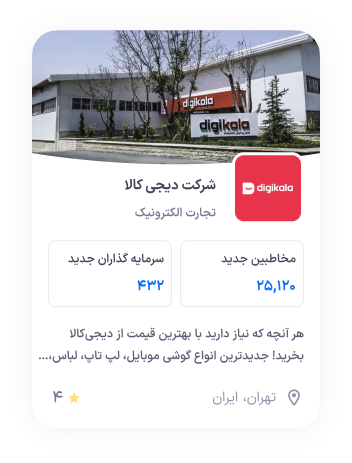 digikala
digikala
digikala
شرکت دیجی کالا
تجارت الکترونیک
مخاطبین جدید
۲۵,۱۲۰
سرمایه گذاران جدید
۴۳۲
هر آنچه که نیاز دارید با بهترین قیمت از دیجی‌کالا
بخرید! جدیدترین انواع گوشی موبایل، لپ تاپ، لباس،...
تهران، ایران
۴